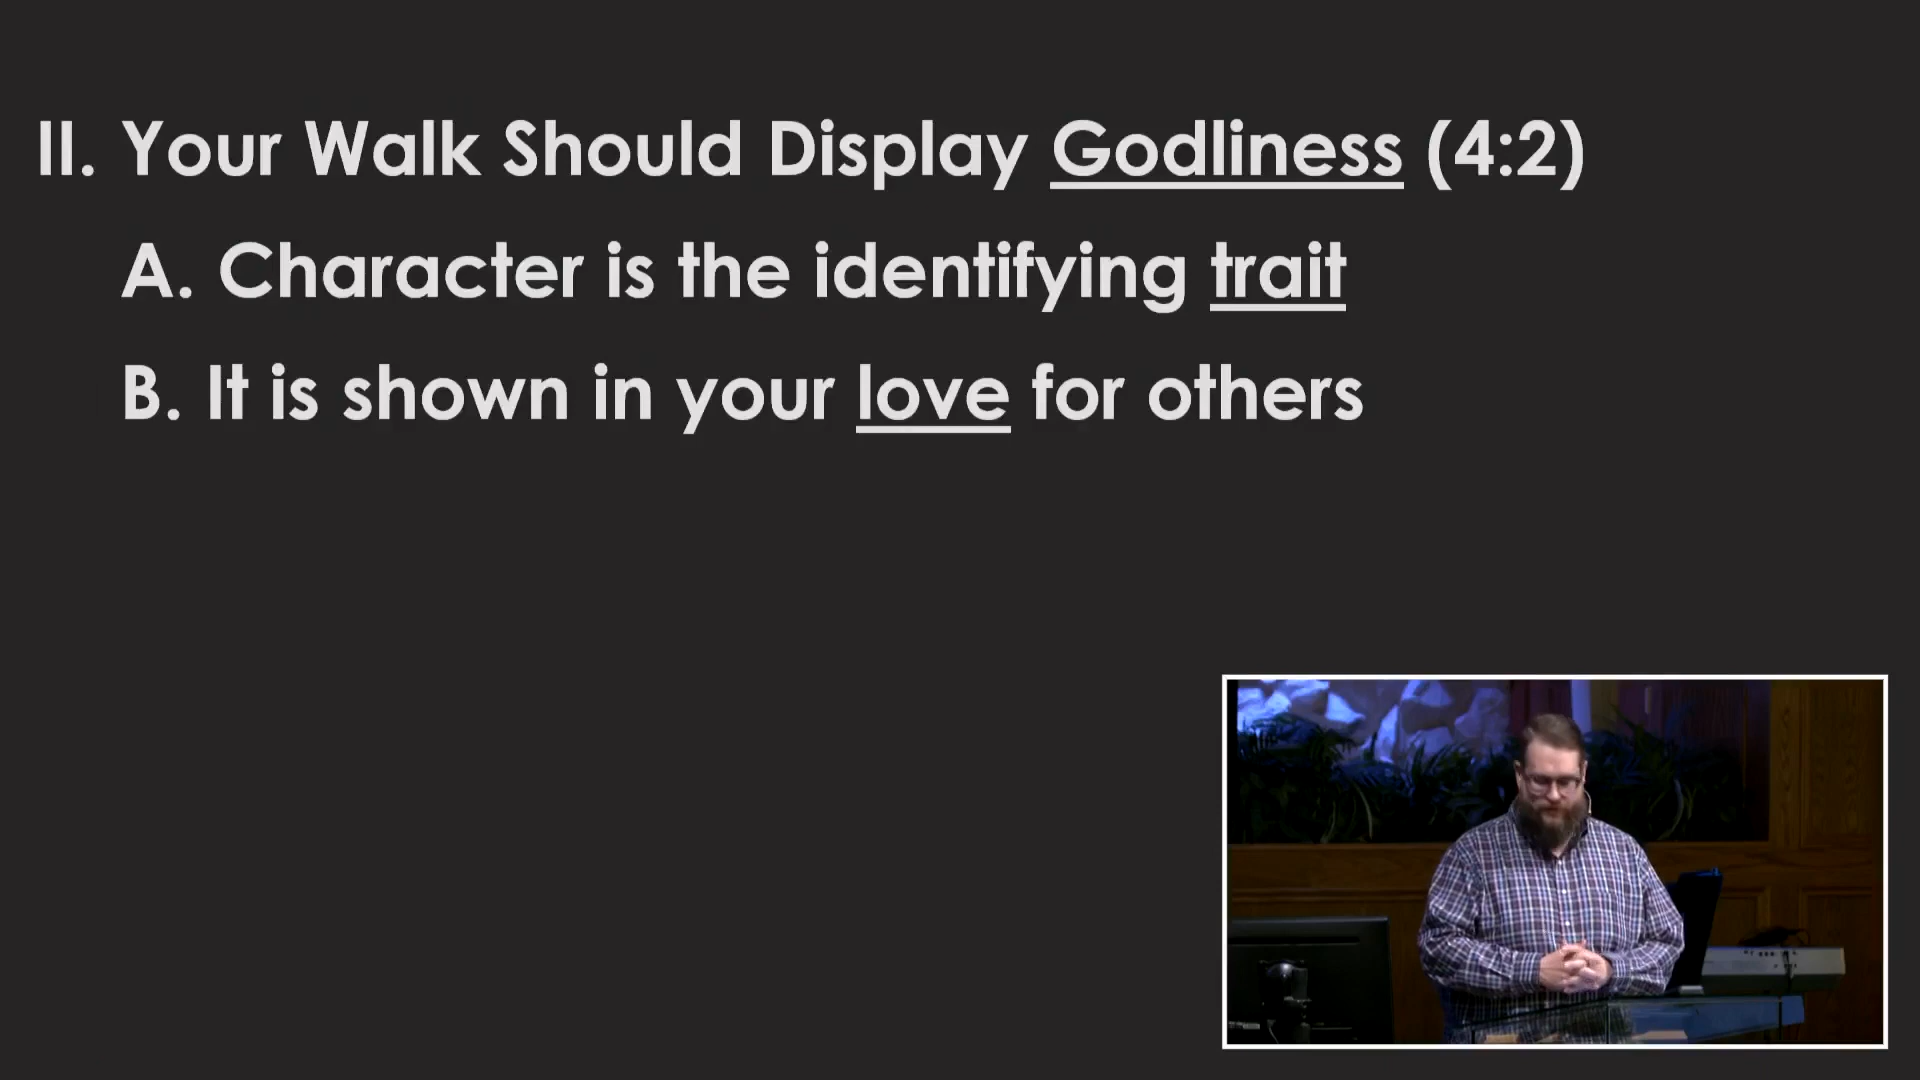 II. Your Walk Should Display Godliness (4:2)
A. Character is the identifying trait
B. It is shown in your love for others